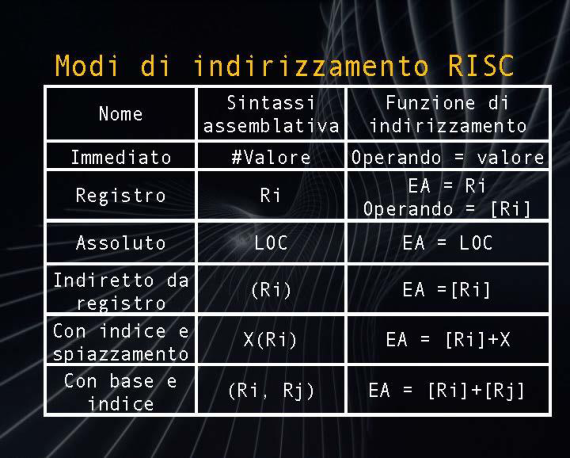 Modi di indirizzamento RISC
Nome
Sintassi
assemblativa
Funzione di
indirizzamento
Immediato
#Valore
Operando = valore
Registro
Ri
EA = Ri
Operando = [Ri]
Assoluto
LOC
EA = LOC
Indiretto da
registro
(Ri)
EA =[Ri]
Con indice e
spiazzamento
X(Ri)
EA = [Ri]+X
Con base e
indice
(Ri, Rj)
EA = [Ri]+[Rj]